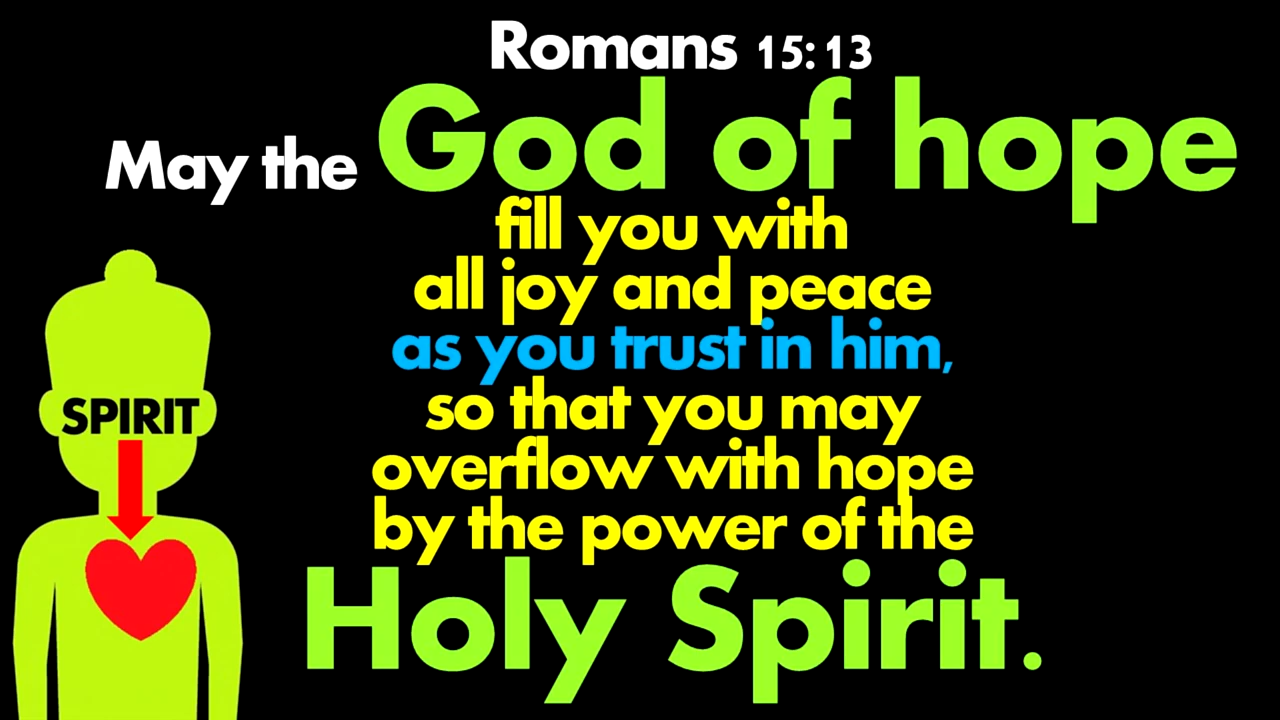 Romans 15:13
May the God of hope
fill you with
all joy and peace
as you trust in him,
so that you may
overflow with hope
by the power of the
Holy Spirit.
SPIRIT